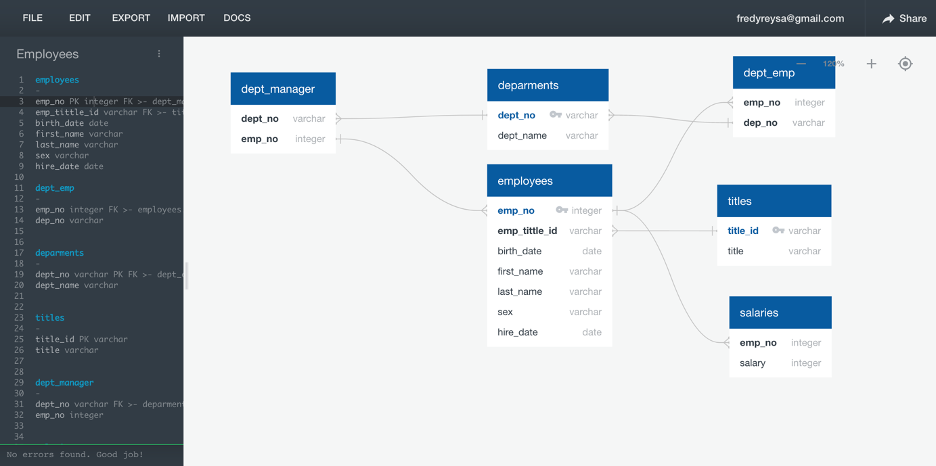 FILE EDIT EXPORT IMPORT DOCS fredyreysa@gmail.com Share
Employees
1 employees
2 -
3 emp_no PK integer FK >- dept_m
4 emp_tittle_id varchar FK >- ti
5 birth_date date
6 first_name varchar
7 last_name varchar
8 sex varchar
9 hire_date date
10
11 dept_emp
12 -
13 emp_no integer FK >- employees
14 dep_no varchar
15
16
17 deparments
18 -
19 dept_no varchar PK FK >- dept_
20 dept_name varchar
21
22
23 titles
24 -
25 title_id PK varchar
26 title varchar
27
28
29 dept_manager
30 -
31 dept_no varchar FK >- deparment
32 emp_no integer
33
34
No errors found. Good job!
dept_manager
dept_no varchar
emp_no integer
deparments
dept_no varchar
dept_name varchar
employees
emp_no integer
emp_tittle_id varchar
birth_date date
first_name varchar
last_name varchar
sex varchar
hire_date date
120%
dept_emp
emp_no integer
dep_no varchar
titles
title_id varchar
title varchar
salaries
emp_no integer
salary integer